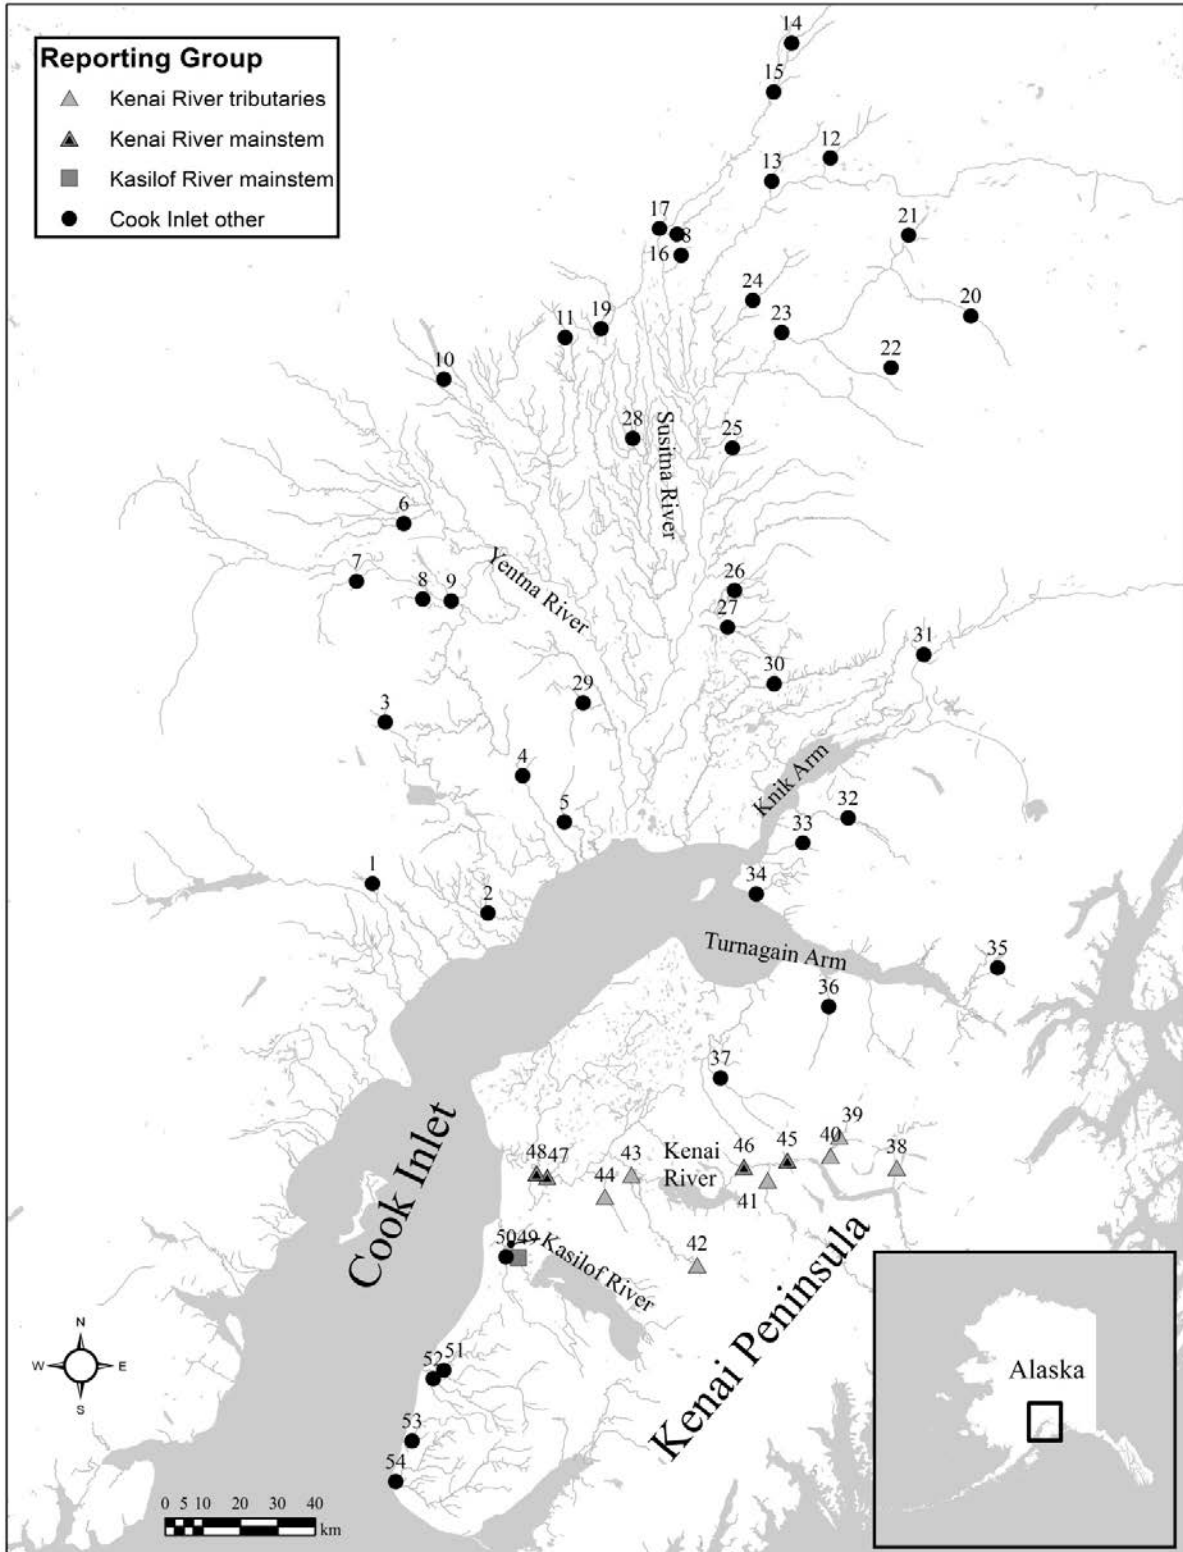 Reporting Group
Kenai River tributaries
Kenai River mainstem
Kasilof River mainstem
Cook Inlet other
14
15
12
13
17
21
8
16
24
20
19
11
23
22
10
28
Susitna River
25
6
Yentna River
7
8
9
26
27
31
30
29
3
4
Knik Arm
5
32
33
1
34
2
Turnagain Arm
35
36
37
Cook Inlet
39
40
38
45
46
Kenai
River
48
47
43
44
41
42
5049
Kasilof River
Kenai Peninsula
51
52
53
54
N
W
E
S
0 5 10 20 30 40
km
Alaska